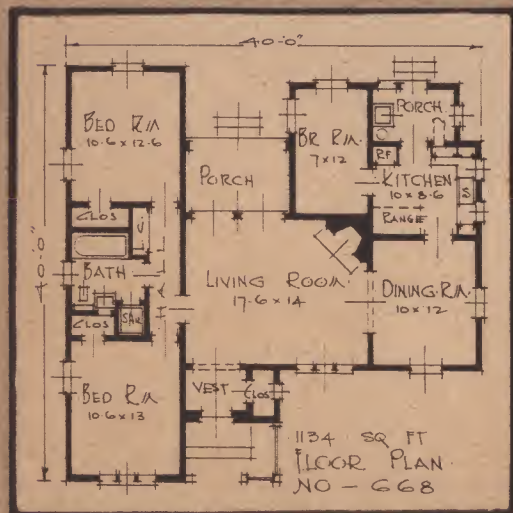 40'-0"
BED RM
10-6 x 12-6
PORCH
BR RM
7 x 12
PORCH
RF
KITCHEN
10 x 8-6
S
RANGE
CLOS
BATH
CLOS
SHR
LIVING ROOM
17-6 x 14
DINING RM
10 x 12
BED RM
10-6 x 13
VEST
CLOS
1134 SQ FT
FLOOR PLAN
NO - 668